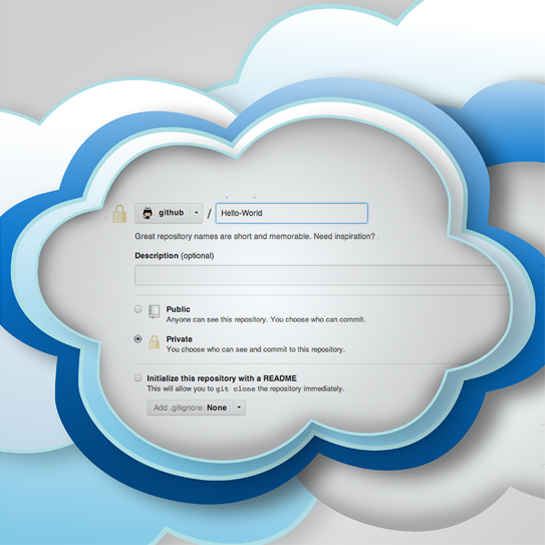 github / Hello-World
Great repository names are short and memorable. Need inspiration?
Description (optional)
Public
Anyone can see this repository. You choose who can commit.
Private
You choose who can see and commit to this repository.
Initialize this repository with a README
This will allow you to git clone the repository immediately.
Add .gitignore: None